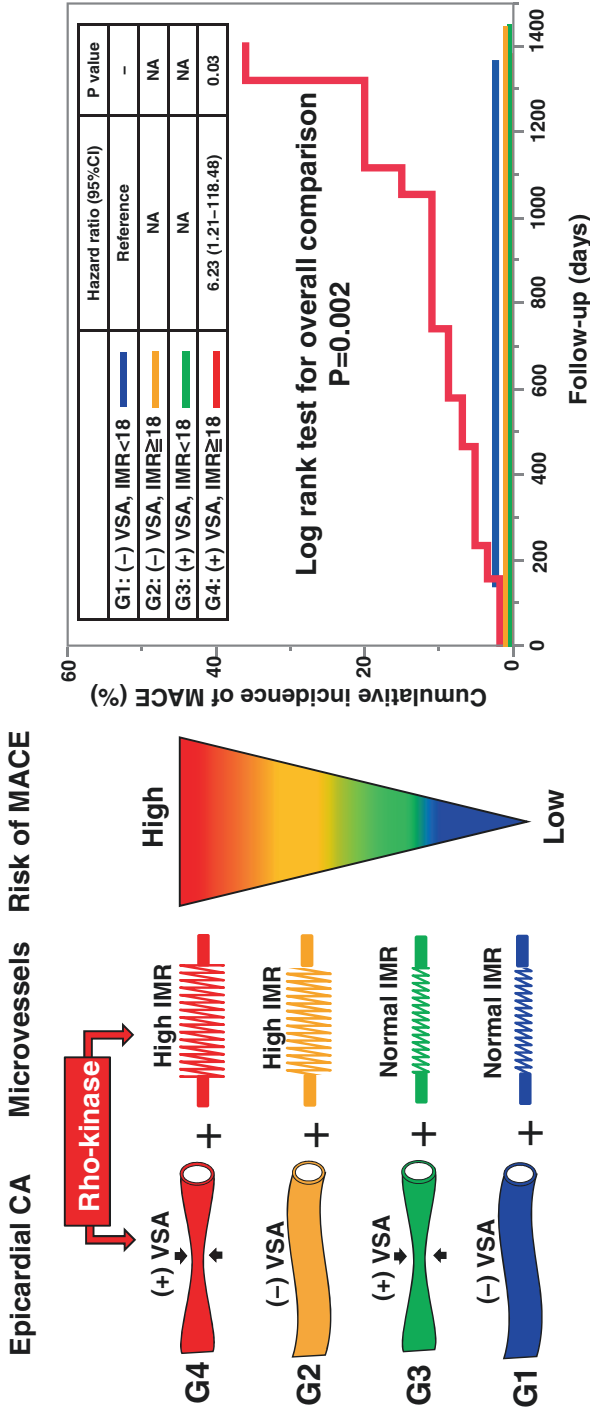 Epicardial CA Microvessels Risk of MACE
Rho-kinase
G4
(+) VSA
+
High IMR
G2
(−) VSA
+
High IMR
G3
(+) VSA
+
Normal IMR
G1
(−) VSA
+
Normal IMR
High
Low
Cumulative incidence of MACE (%)
60
40
20
0
Hazard ratio (95%CI) P value
G1: (−) VSA, IMR<18 Reference –
G2: (−) VSA, IMR≧18 NA NA
G3: (+) VSA, IMR<18 NA NA
G4: (+) VSA, IMR≧18 6.23 (1.21–118.48) 0.03
Log rank test for overall comparison
P=0.002
0 200 400 600 800 1000 1200 1400
Follow-up (days)